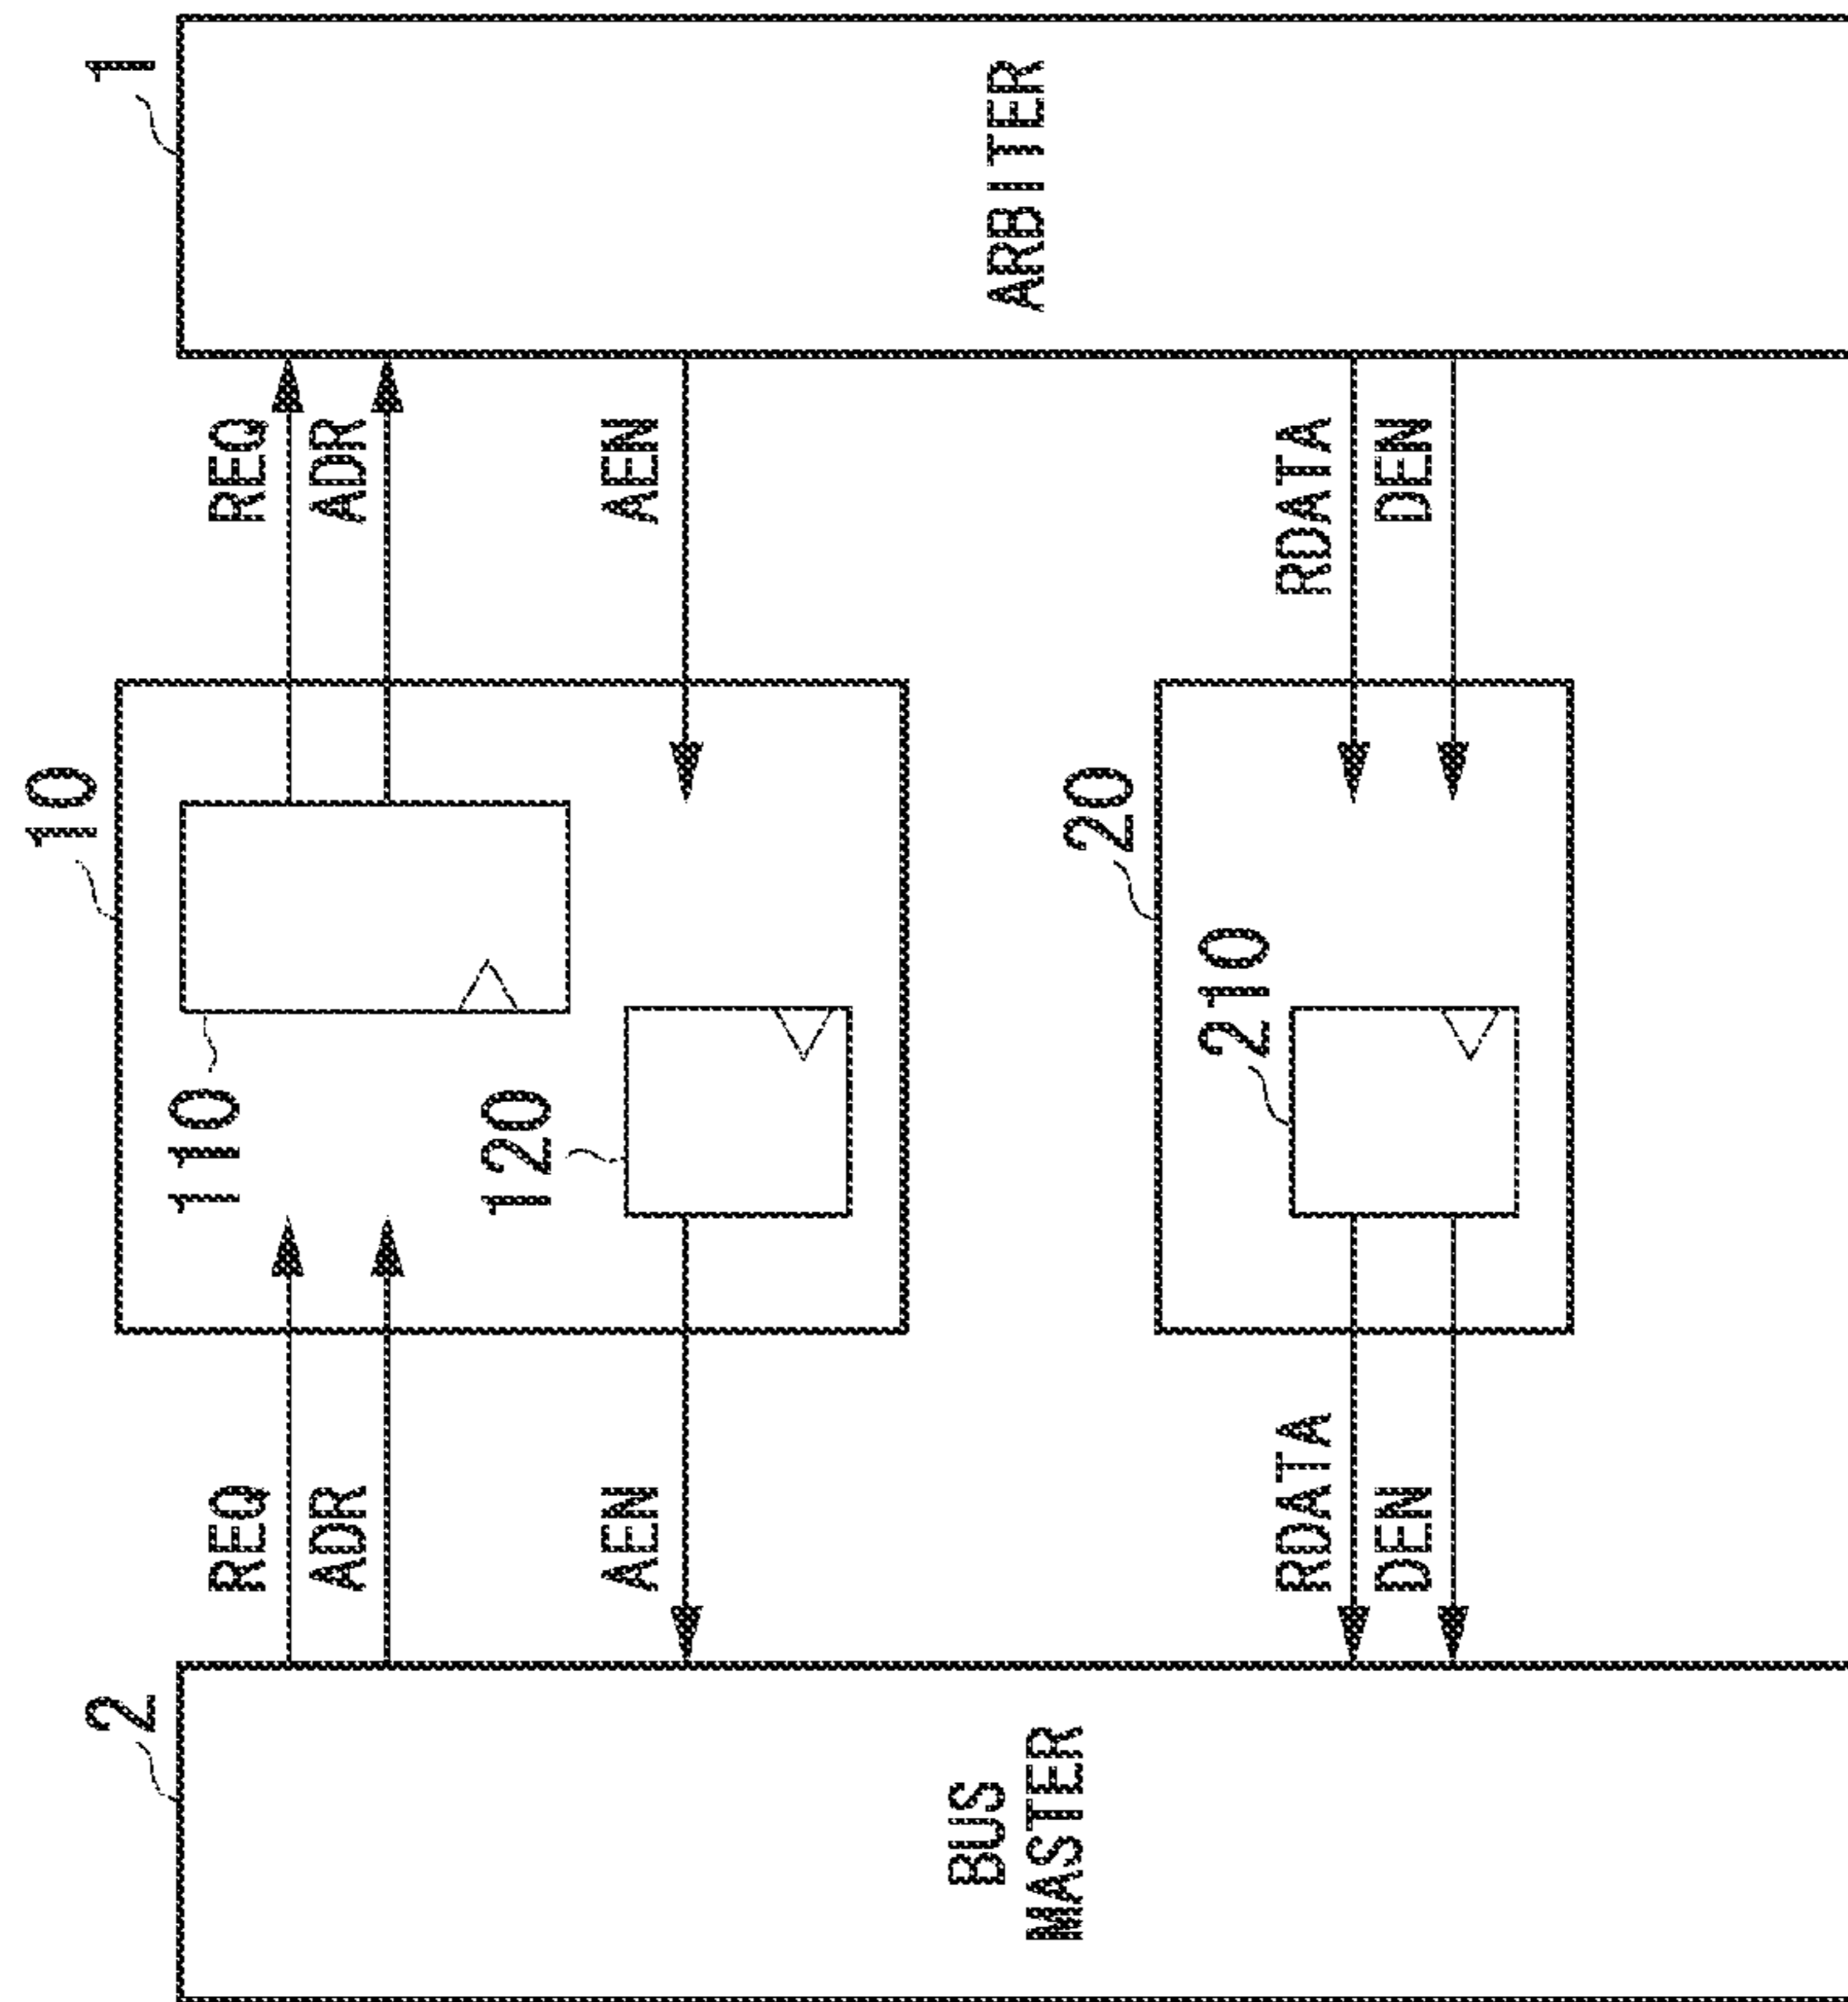 2
BUS
MASTER
REQ
ADR
AEN
RDATA
DEN
10
110
120
20
210
REQ
ADR
AEN
RDATA
DEN
1
ARBITER